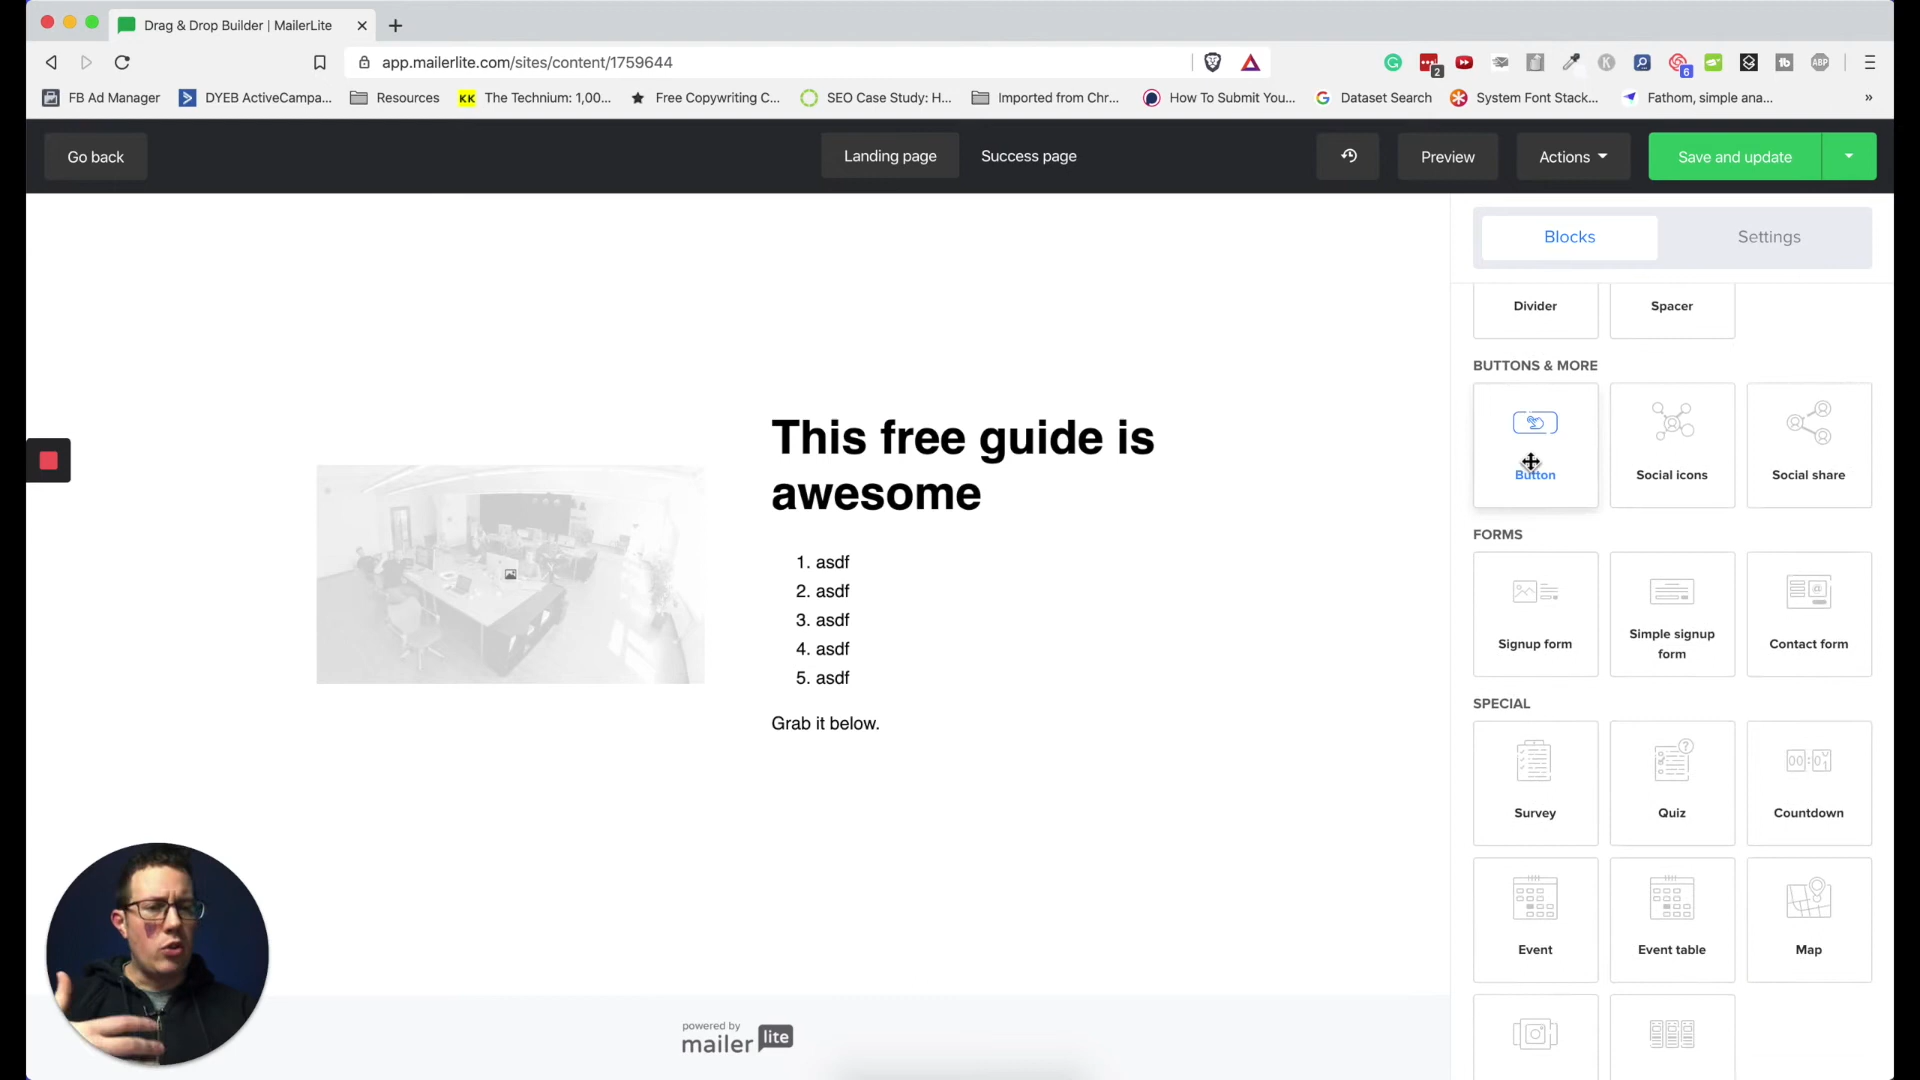 Drag & Drop Builder | MailerLite
app.mailerlite.com/sites/content/1759644
2
6
K
tb
ABP
FB Ad Manager
DYEB ActiveCampa...
Resources
KK The Technium: 1,00...
Free Copywriting C...
SEO Case Study: H...
Imported from Chr...
How To Submit You...
Dataset Search
System Font Stack...
Fathom, simple ana...
»
Go back
Landing page
Success page
Preview
Actions
Save and update
Blocks
Settings
Divider
Spacer
BUTTONS & MORE
Button
Social icons
Social share
This free guide is
awesome
1. asdf
2. asdf
3. asdf
4. asdf
5. asdf
Grab it below.
FORMS
Signup form
Simple signup
form
Contact form
SPECIAL
Survey
Quiz
Countdown
Event
Event table
Map
powered by
mailer lite